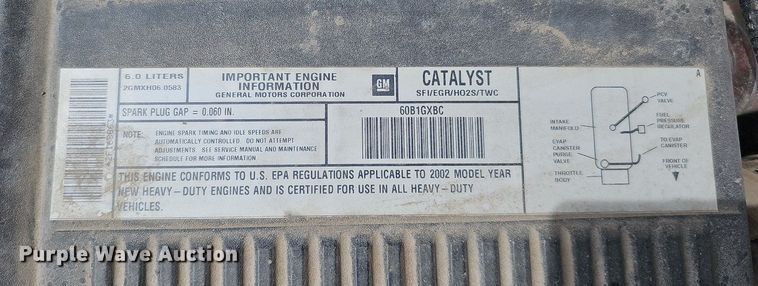 6.0 LITERS
2GMXH06.0583
IMPORTANT ENGINE
INFORMATION
GENERAL MOTORS CORPORATION
GM
CATALYST
SFI/EGR/HO2S/TWC
SPARK PLUG GAP = 0.060 IN.
60B1GXBC
NOTE:
ENGINE SPARK TIMING AND IDLE SPEEDS ARE
AUTOMATICALLY CONTROLLED. DO NOT ATTEMPT
ADJUSTMENTS. SEE SERVICE MANUAL AND MAINTENANCE
SCHEDULE FOR MORE INFORMATION.
THIS ENGINE CONFORMS TO U.S. EPA REGULATIONS APPLICABLE TO 2002 MODEL YEAR
NEW HEAVY-DUTY ENGINES AND IS CERTIFIED FOR USE IN ALL HEAVY-DUTY
VEHICLES.
A
PCV
VALVE
INTAKE
MANIFOLD
FUEL
PRESSURE
REGULATOR
EVAP
CANISTER
PURGE
VALVE
TO EVAP
CANISTER
THROTTLE
BODY
FRONT OF
VEHICLE
Purple Wave Auction